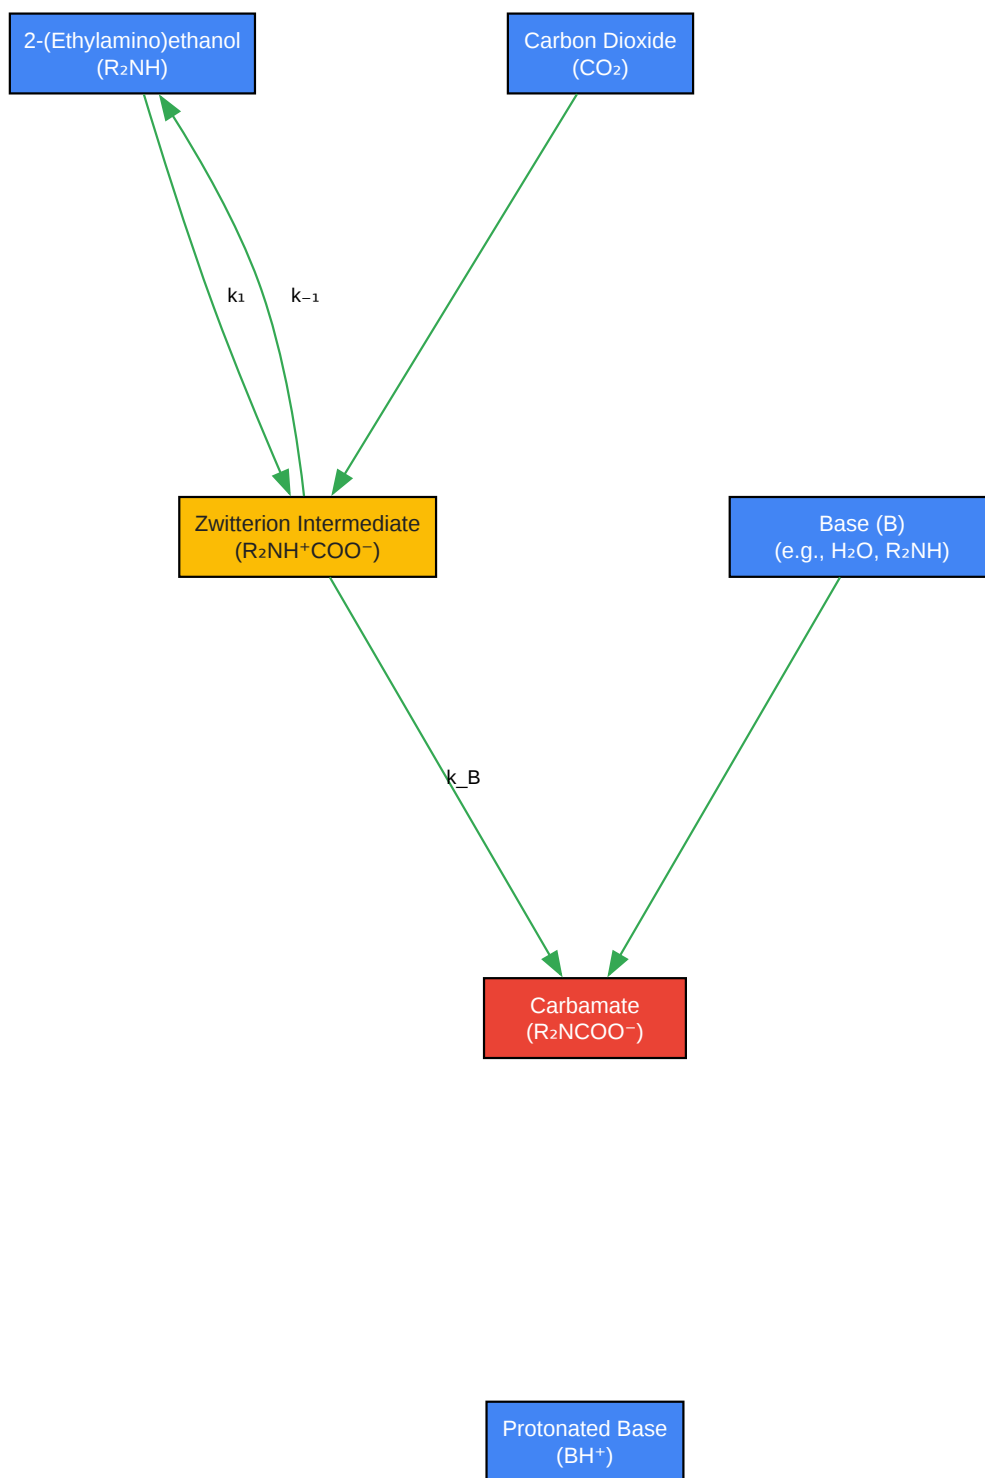 2-(Ethylamino)ethanol
(R₂NH)
Carbon Dioxide
(CO₂)
k₁
k₋₁
Zwitterion Intermediate
(R₂NH⁺COO⁻)
Base (B)
(e.g., H₂O, R₂NH)
k_B
Carbamate
(R₂NCOO⁻)
Protonated Base
(BH⁺)